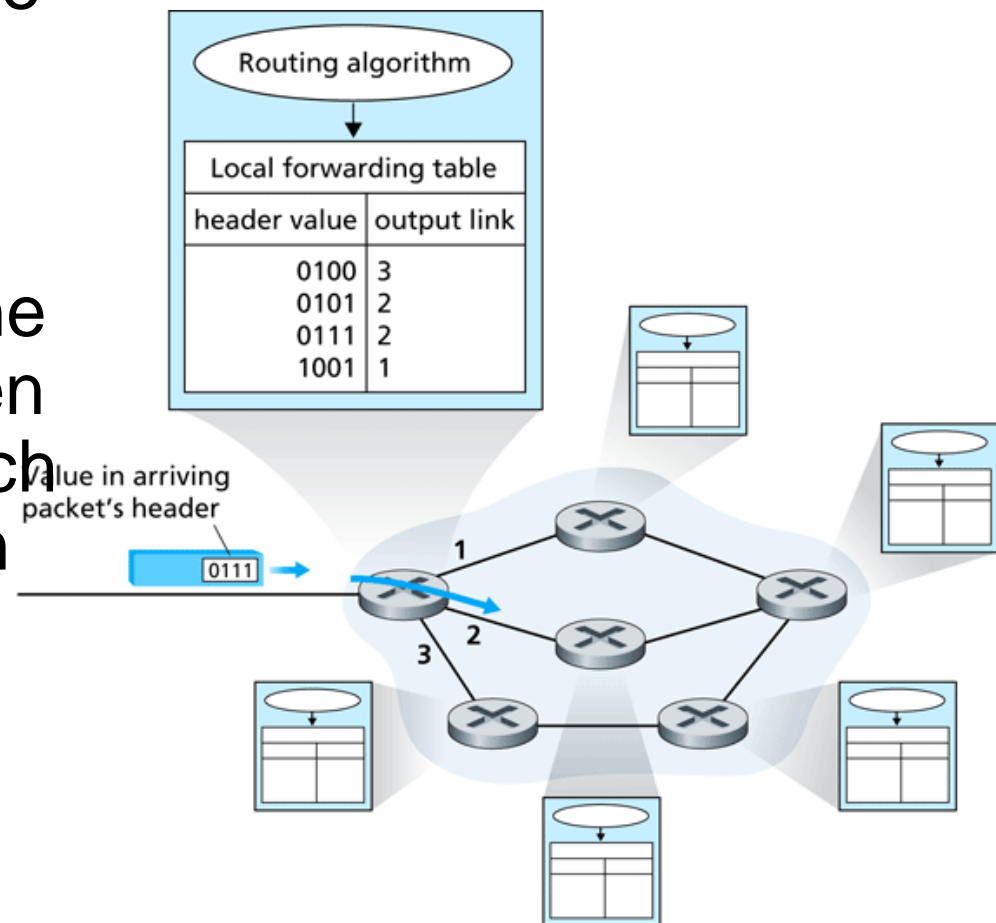 Routing algorithm
Local forwarding table
header value output link
0100 3
0101 2
0111 2
1001 1
Value in arriving
packet's header
0111
1
2
3